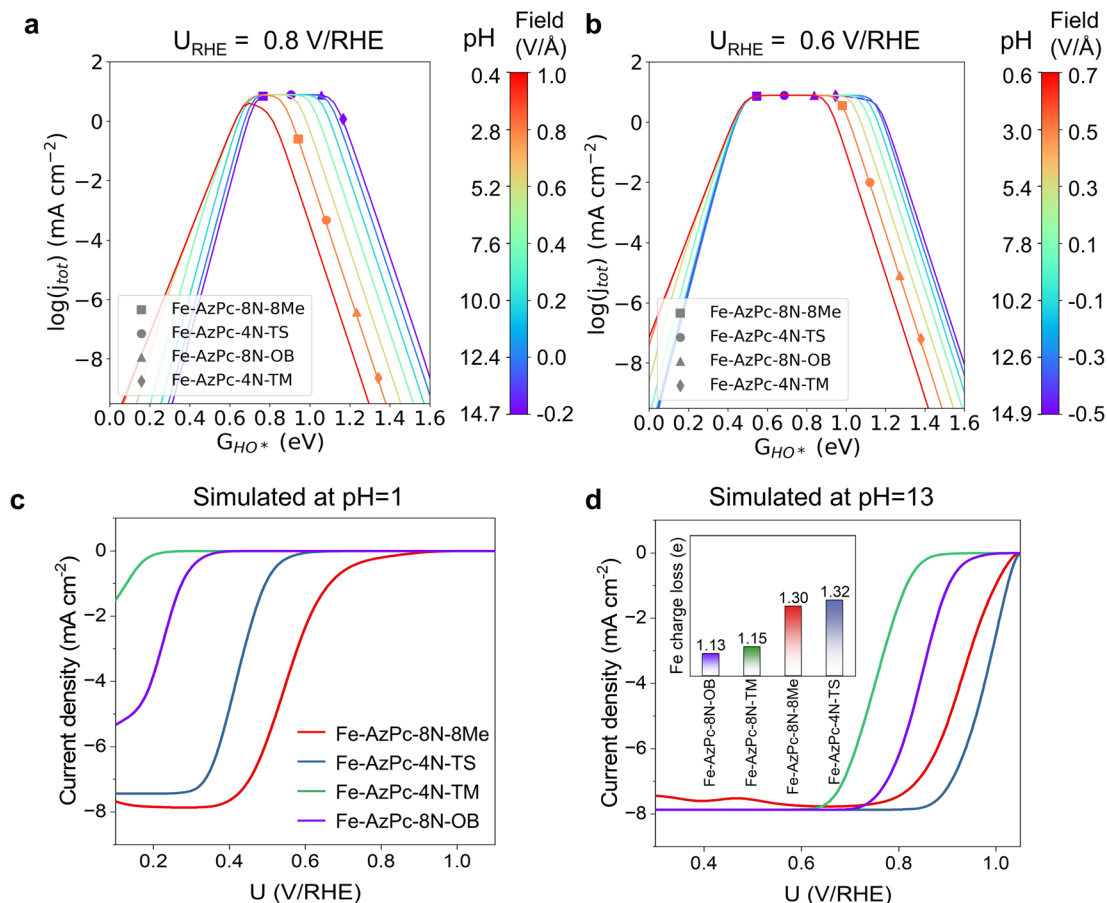 a
U_RHE = 0.8 V/RHE
pH
Field
(V/Å)
log(j_tot) (mA cm⁻²)
2
0
−2
−4
−6
−8
0.0 0.2 0.4 0.6 0.8 1.0 1.2 1.4 1.6
G_HO* (eV)
Fe-AzPc-8N-8Me
Fe-AzPc-4N-TS
Fe-AzPc-8N-OB
Fe-AzPc-4N-TM
0.4 1.0
2.8 0.8
5.2 0.6
7.6 0.4
10.0 0.2
12.4 0.0
14.7 -0.2
b
U_RHE = 0.6 V/RHE
pH
Field
(V/Å)
log(j_tot) (mA cm⁻²)
2
0
−2
−4
−6
−8
0.0 0.2 0.4 0.6 0.8 1.0 1.2 1.4 1.6
G_HO* (eV)
Fe-AzPc-8N-8Me
Fe-AzPc-4N-TS
Fe-AzPc-8N-OB
Fe-AzPc-4N-TM
0.6 0.7
3.0 0.5
5.4 0.3
7.8 0.1
10.2 -0.1
12.6 -0.3
14.9 -0.5
c
Simulated at pH=1
Current density (mA cm⁻²)
0
−2
−4
−6
−8
0.2 0.4 0.6 0.8 1.0
U (V/RHE)
Fe-AzPc-8N-8Me
Fe-AzPc-4N-TS
Fe-AzPc-4N-TM
Fe-AzPc-8N-OB
d
Simulated at pH=13
Current density (mA cm⁻²)
0
−2
−4
−6
−8
0.4 0.6 0.8 1.0
U (V/RHE)
Fe charge loss (e)
1.13
1.15
1.30
1.32
Fe-AzPc-8N-OB
Fe-AzPc-8N-TM
Fe-AzPc-8N-8Me
Fe-AzPc-4N-TS